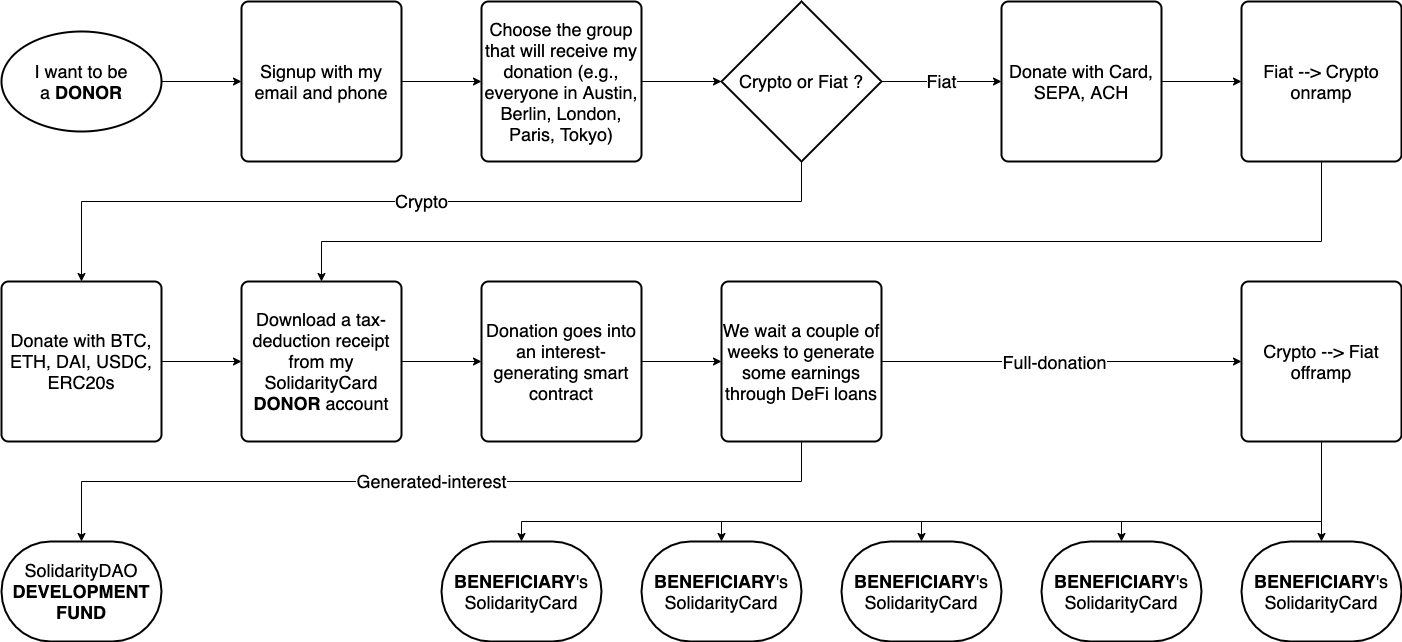 I want to be
a DONOR
Signup with my
email and phone
Choose the group
that will receive my
donation (e.g.,
everyone in Austin,
Berlin, London,
Paris, Tokyo)
Crypto or Fiat ?
Fiat
Donate with Card,
SEPA, ACH
Fiat --> Crypto
onramp
Crypto
Donate with BTC,
ETH, DAI, USDC,
ERC20s
Download a tax-
deduction receipt
from my
SolidarityCard
DONOR account
Donation goes into
an interest-
generating smart
contract
We wait a couple of
weeks to generate
some earnings
through DeFi loans
Full-donation
Crypto --> Fiat
offramp
Generated-interest
SolidarityDAO
DEVELOPMENT
FUND
BENEFICIARY's
SolidarityCard
BENEFICIARY's
SolidarityCard
BENEFICIARY's
SolidarityCard
BENEFICIARY's
SolidarityCard
BENEFICIARY's
SolidarityCard